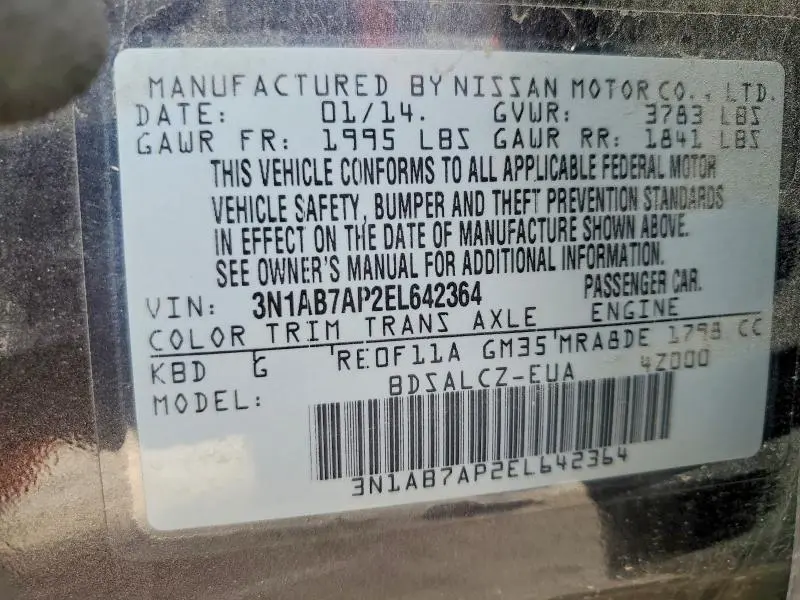 MANUFACTURED BY NISSAN MOTOR CO., LTD.
DATE: 01/14. GVWR: 3783 LBS
GAWR FR: 1995 LBS GAWR RR: 1841 LBS
THIS VEHICLE CONFORMS TO ALL APPLICABLE FEDERAL MOTOR
VEHICLE SAFETY, BUMPER AND THEFT PREVENTION STANDARDS
IN EFFECT ON THE DATE OF MANUFACTURE SHOWN ABOVE.
SEE OWNER'S MANUAL FOR ADDITIONAL INFORMATION.
VIN: 3N1AB7AP2EL642364 PASSENGER CAR.
COLOR TRIM TRANS AXLE ENGINE
KBD G RE0F11A GM35 MRA8DE 1798 CC
MODEL: BDSALCZ-EUA 4Z000
3N1AB7AP2EL642364